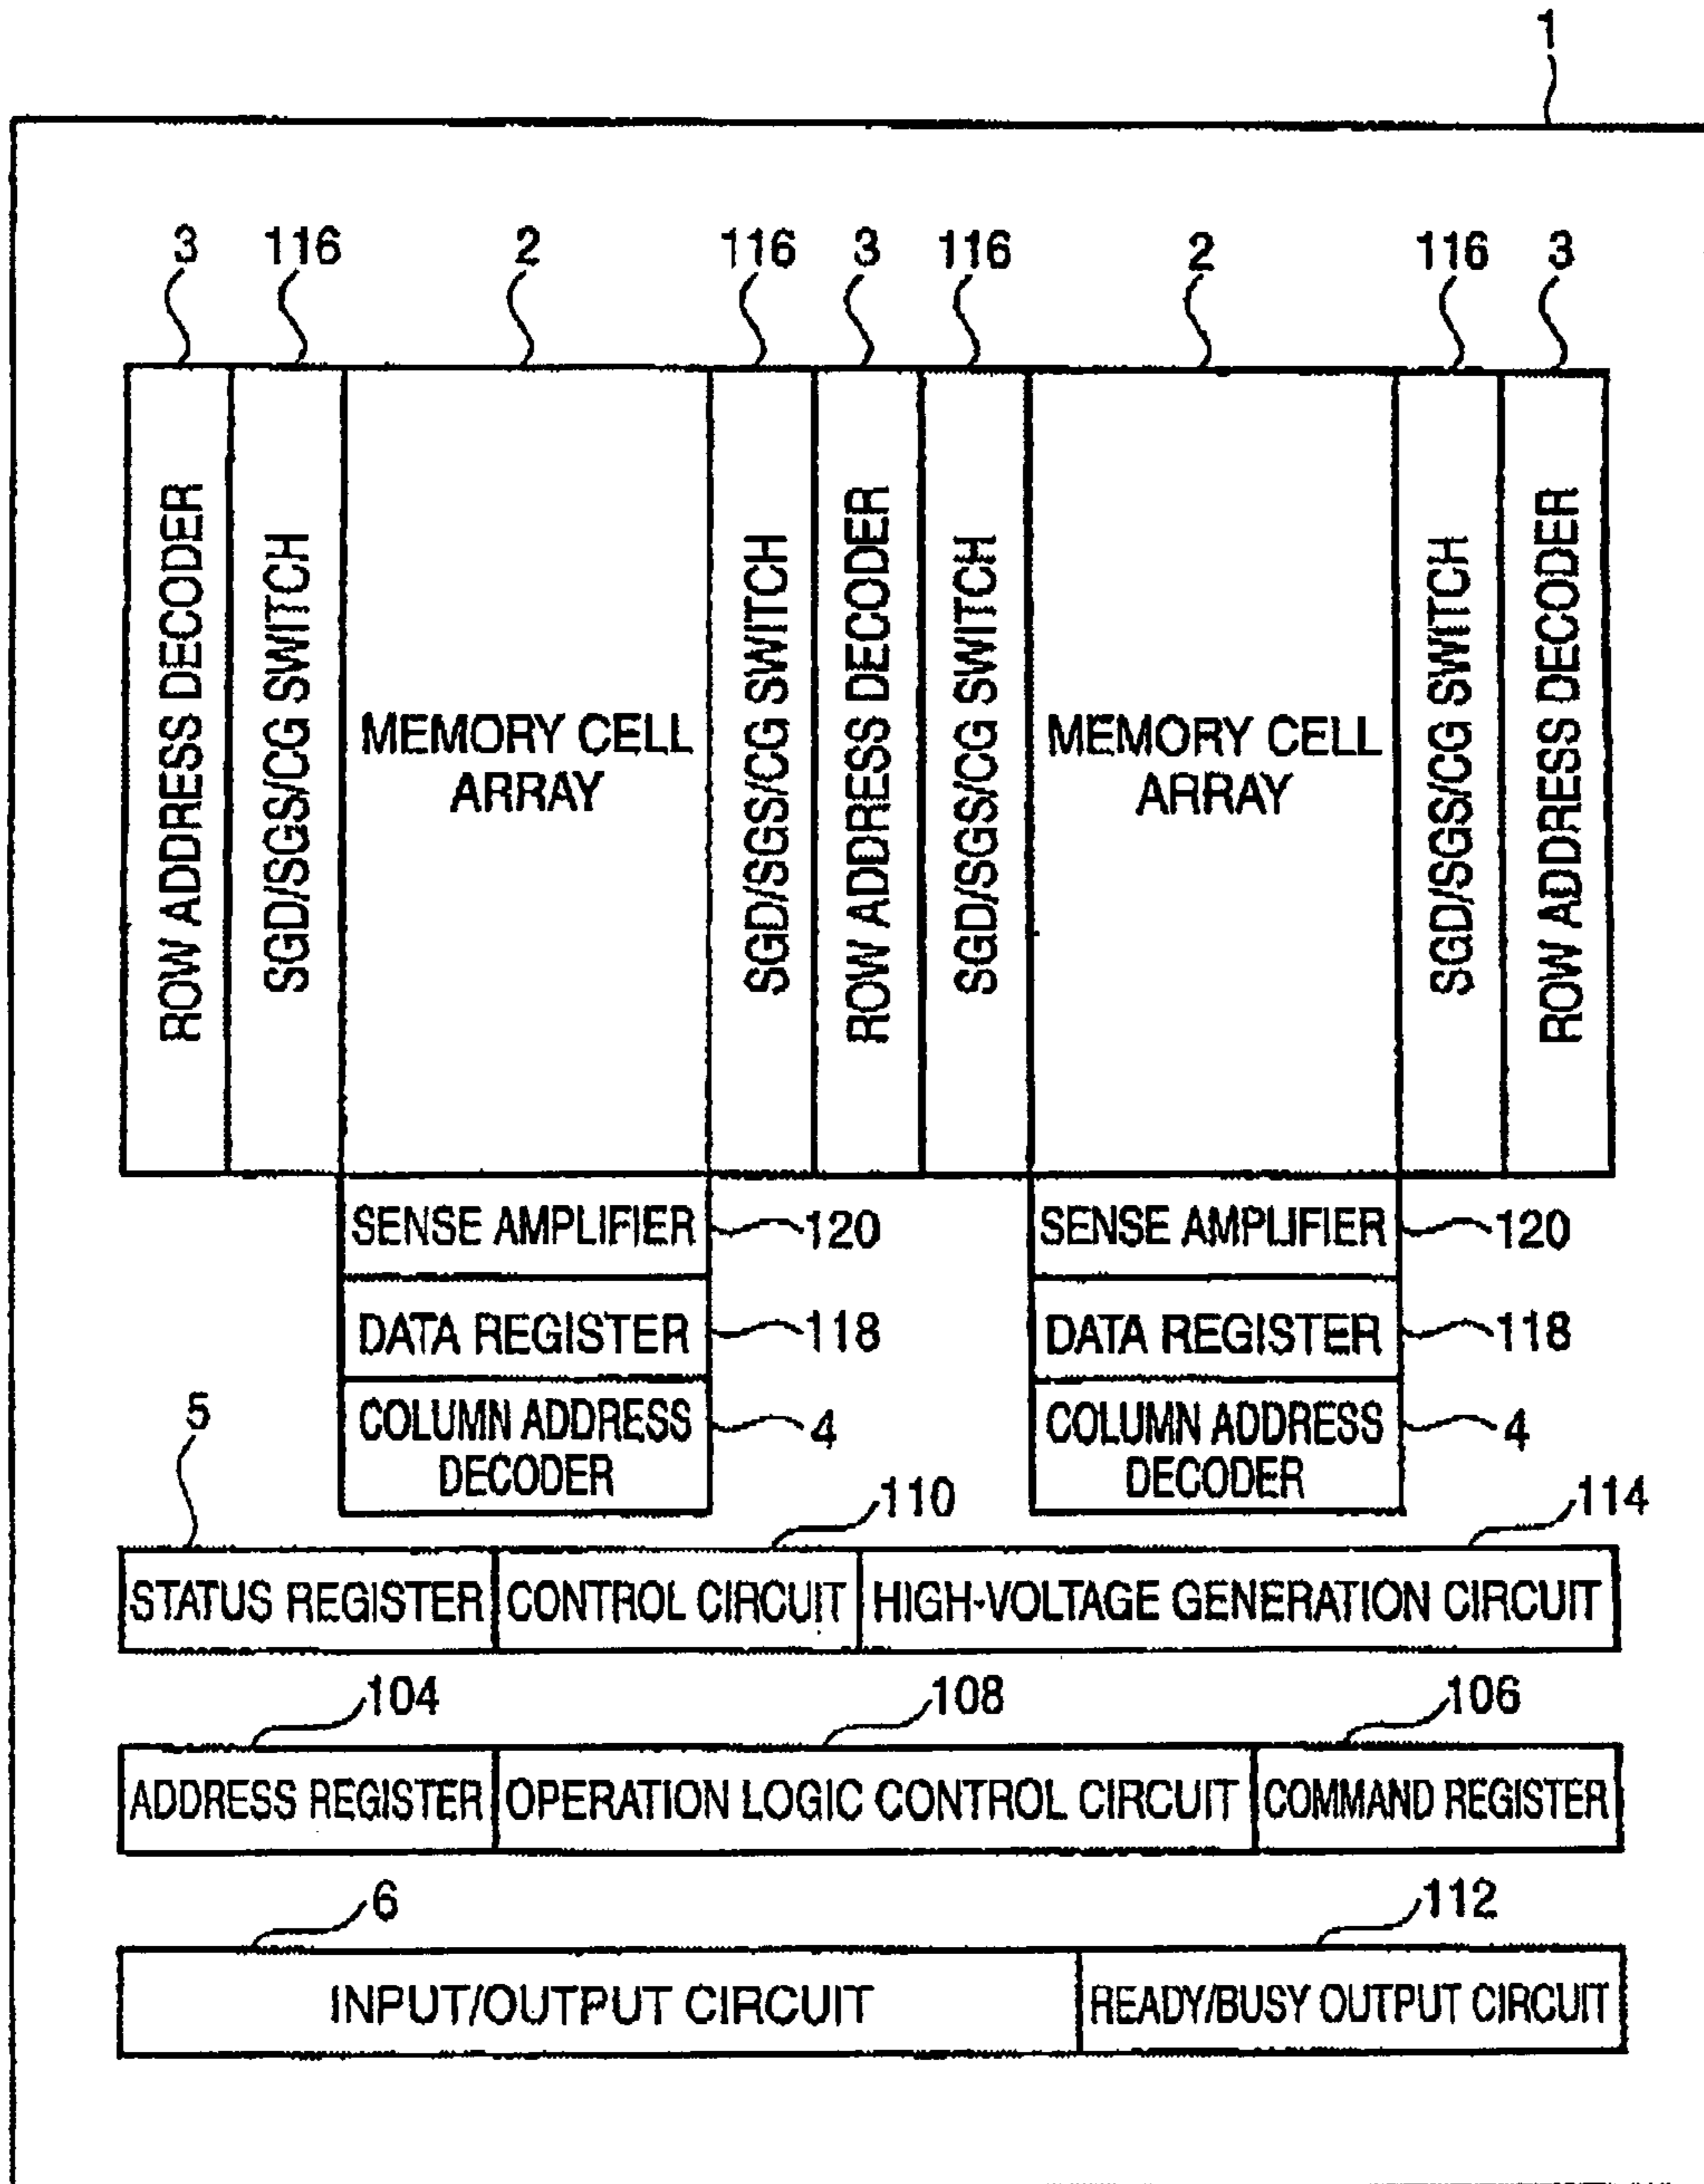 1
3 116 2 116 3 116 2 116 3
ROW ADDRESS DECODER
SGD/SGS/CG SWITCH
MEMORY CELL
ARRAY
SGD/SGS/CG SWITCH
ROW ADDRESS DECODER
SGD/SGS/CG SWITCH
MEMORY CELL
ARRAY
SGD/SGS/CG SWITCH
ROW ADDRESS DECODER
SENSE AMPLIFIER 120
SENSE AMPLIFIER 120
DATA REGISTER 118
DATA REGISTER 118
COLUMN ADDRESS
DECODER
4
COLUMN ADDRESS
DECODER
4
5 110 114
STATUS REGISTER CONTROL CIRCUIT HIGH-VOLTAGE GENERATION CIRCUIT
104 108 106
ADDRESS REGISTER OPERATION LOGIC CONTROL CIRCUIT COMMAND REGISTER
6 112
INPUT/OUTPUT CIRCUIT READY/BUSY OUTPUT CIRCUIT